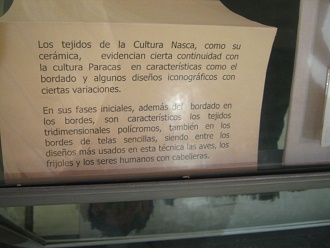 Los tejidos de la Cultura Nasca, como su
cerámica, evidencian cierta continuidad con
la cultura Paracas en características como el
bordado y algunos diseños iconográficos con
ciertas variaciones.
En sus fases iniciales, además del bordado en
los bordes, son característicos los tejidos
tridimensionales polícromos, también en los
bordes de telas sencillas, siendo entre los
diseños más usados en esta técnica las aves, los
frijoles y los seres humanos con cabelleras.